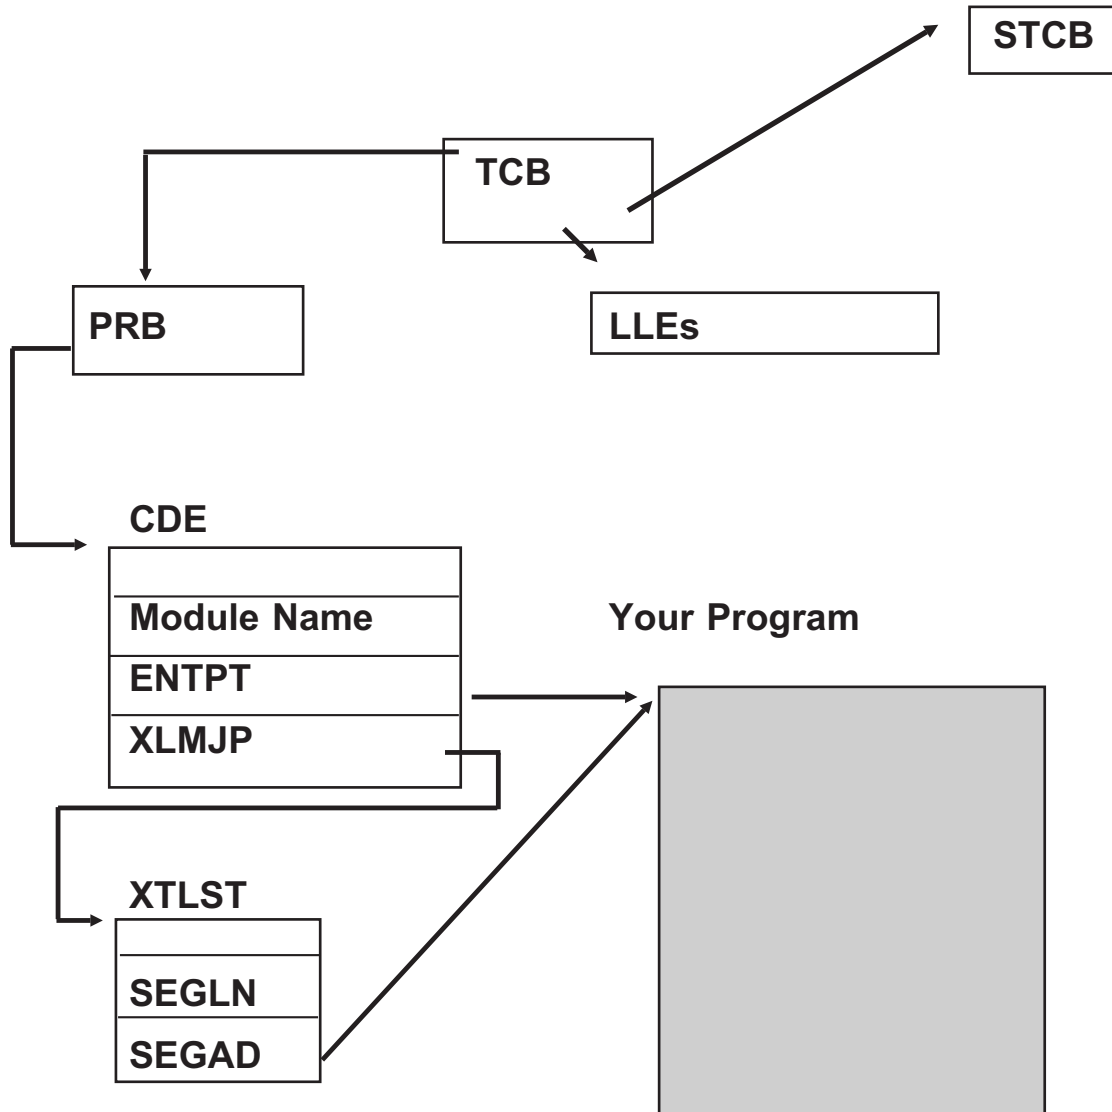 STCB
TCB
PRB
LLEs
CDE
Module Name
Your Program
ENTPT
XLMJP
XTLST
SEGLN
SEGAD